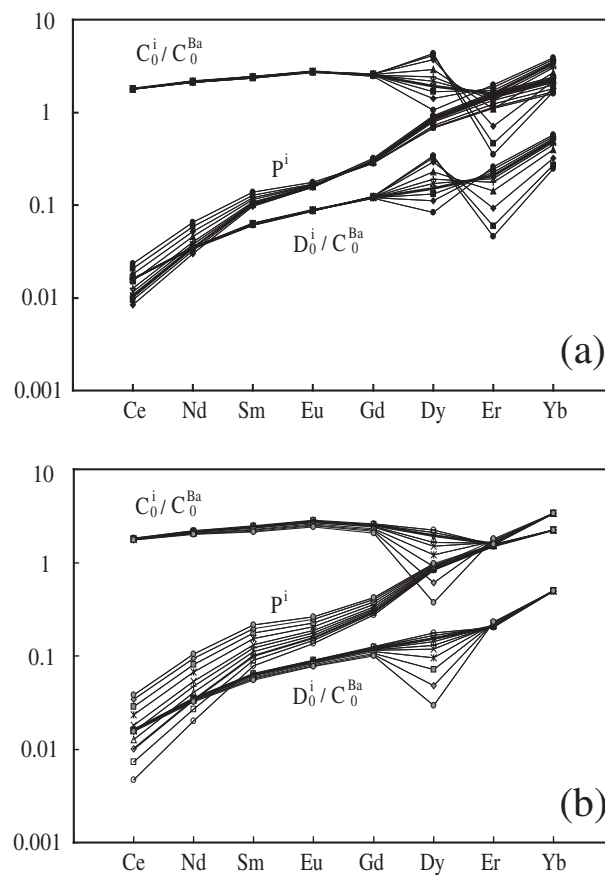 10
C₀ⁱ / C₀ᴮᵃ
1
Pⁱ
0.1
D₀ⁱ / C₀ᴮᵃ
0.01
(a)
0.001
Ce Nd Sm Eu Gd Dy Er Yb
10
C₀ⁱ / C₀ᴮᵃ
1
Pⁱ
0.1
D₀ⁱ / C₀ᴮᵃ
0.01
(b)
0.001
Ce Nd Sm Eu Gd Dy Er Yb